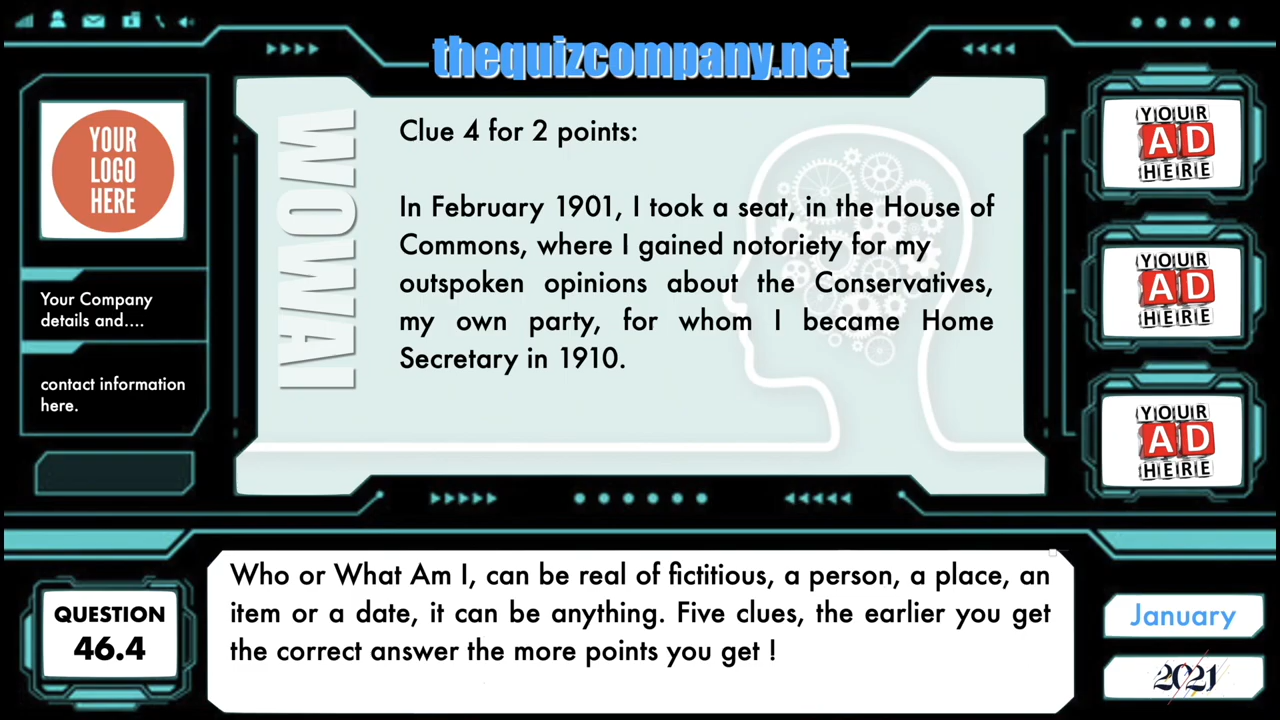 thequizcompany.net
YOUR
LOGO
HERE
Your Company
details and....
contact information
here.
WOWAI
Clue 4 for 2 points:
In February 1901, I took a seat, in the House of
Commons, where I gained notoriety for my
outspoken opinions about the Conservatives,
my own party, for whom I became Home
Secretary in 1910.
YOUR
AD
HERE
YOUR
AD
HERE
YOUR
AD
HERE
QUESTION
46.4
Who or What Am I, can be real of fictitious, a person, a place, an
item or a date, it can be anything. Five clues, the earlier you get
the correct answer the more points you get !
January
2021